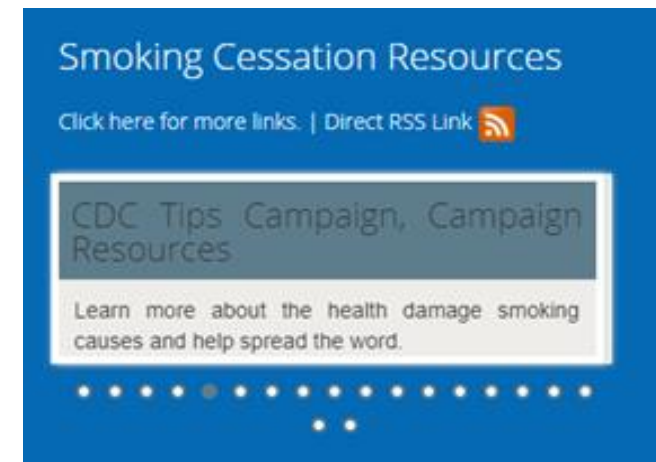 Smoking Cessation Resources
Click here for more links. | Direct RSS Link
CDC Tips Campaign, Campaign
Resources
Learn more about the health damage smoking
causes and help spread the word.